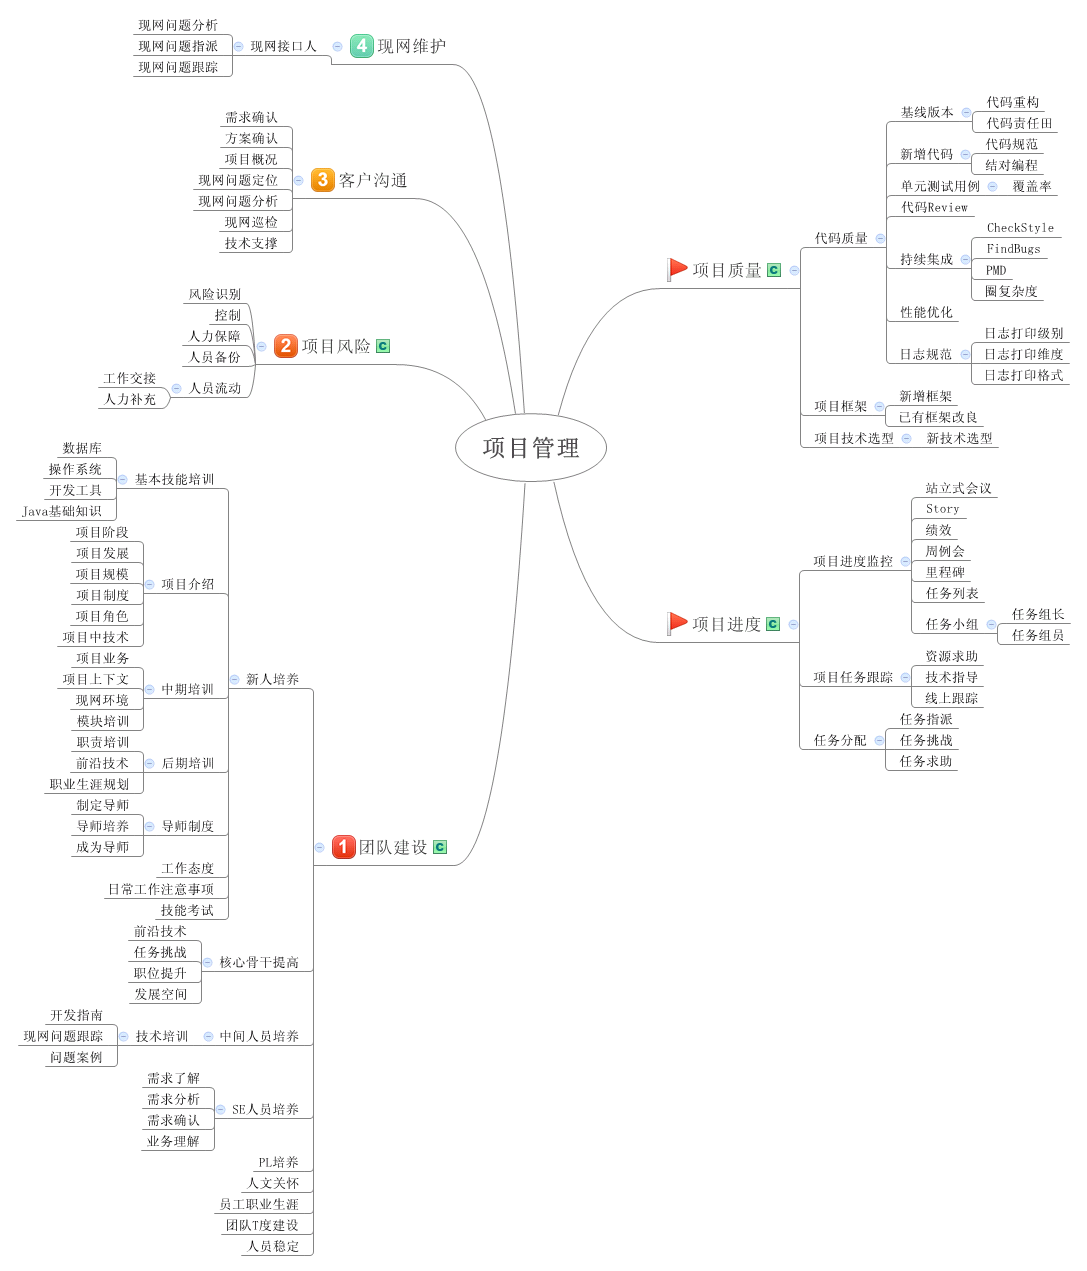 项目管理
项目质量
代码质量
基线版本
代码重构
代码责任田
新增代码
代码规范
结对编程
单元测试用例
覆盖率
代码Review
持续集成
CheckStyle
FindBugs
PMD
圈复杂度
性能优化
日志规范
日志打印级别
日志打印维度
日志打印格式
项目框架
新增框架
已有框架改良
项目技术选型
新技术选型
项目进度
项目进度监控
站立式会议
Story
绩效
周例会
里程碑
任务列表
任务小组
任务组长
任务组员
项目任务跟踪
资源求助
技术指导
线上跟踪
任务分配
任务指派
任务挑战
任务求助
4 现网维护
现网接口人
现网问题分析
现网问题指派
现网问题跟踪
3 客户沟通
需求确认
方案确认
项目概况
现网问题定位
现网问题分析
现网巡检
技术支撑
2 项目风险
风险识别
控制
人力保障
人员备份
人员流动
工作交接
人力补充
1 团队建设
新人培养
基本技能培训
数据库
操作系统
开发工具
Java基础知识
项目介绍
项目阶段
项目发展
项目规模
项目制度
项目角色
项目中技术
中期培训
项目业务
项目上下文
现网环境
模块培训
后期培训
职责培训
前沿技术
职业生涯规划
导师制度
制定导师
导师培养
成为导师
工作态度
日常工作注意事项
技能考试
核心骨干提高
前沿技术
任务挑战
职位提升
发展空间
中间人员培养
技术培训
开发指南
现网问题跟踪
问题案例
SE人员培养
需求了解
需求分析
需求确认
业务理解
PL培养
人文关怀
员工职业生涯
团队T度建设
人员稳定